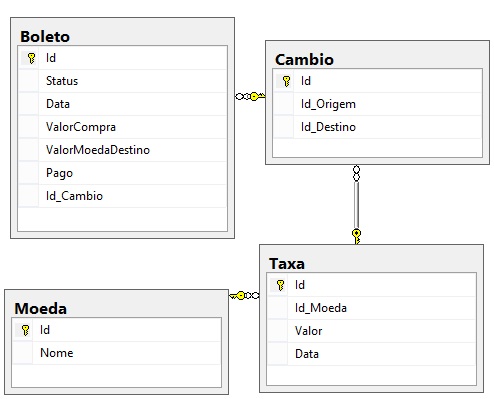 Boleto
Id
Status
Data
ValorCompra
ValorMoedaDestino
Pago
Id_Cambio
Cambio
Id
Id_Origem
Id_Destino
Taxa
Id
Id_Moeda
Valor
Data
Moeda
Id
Nome